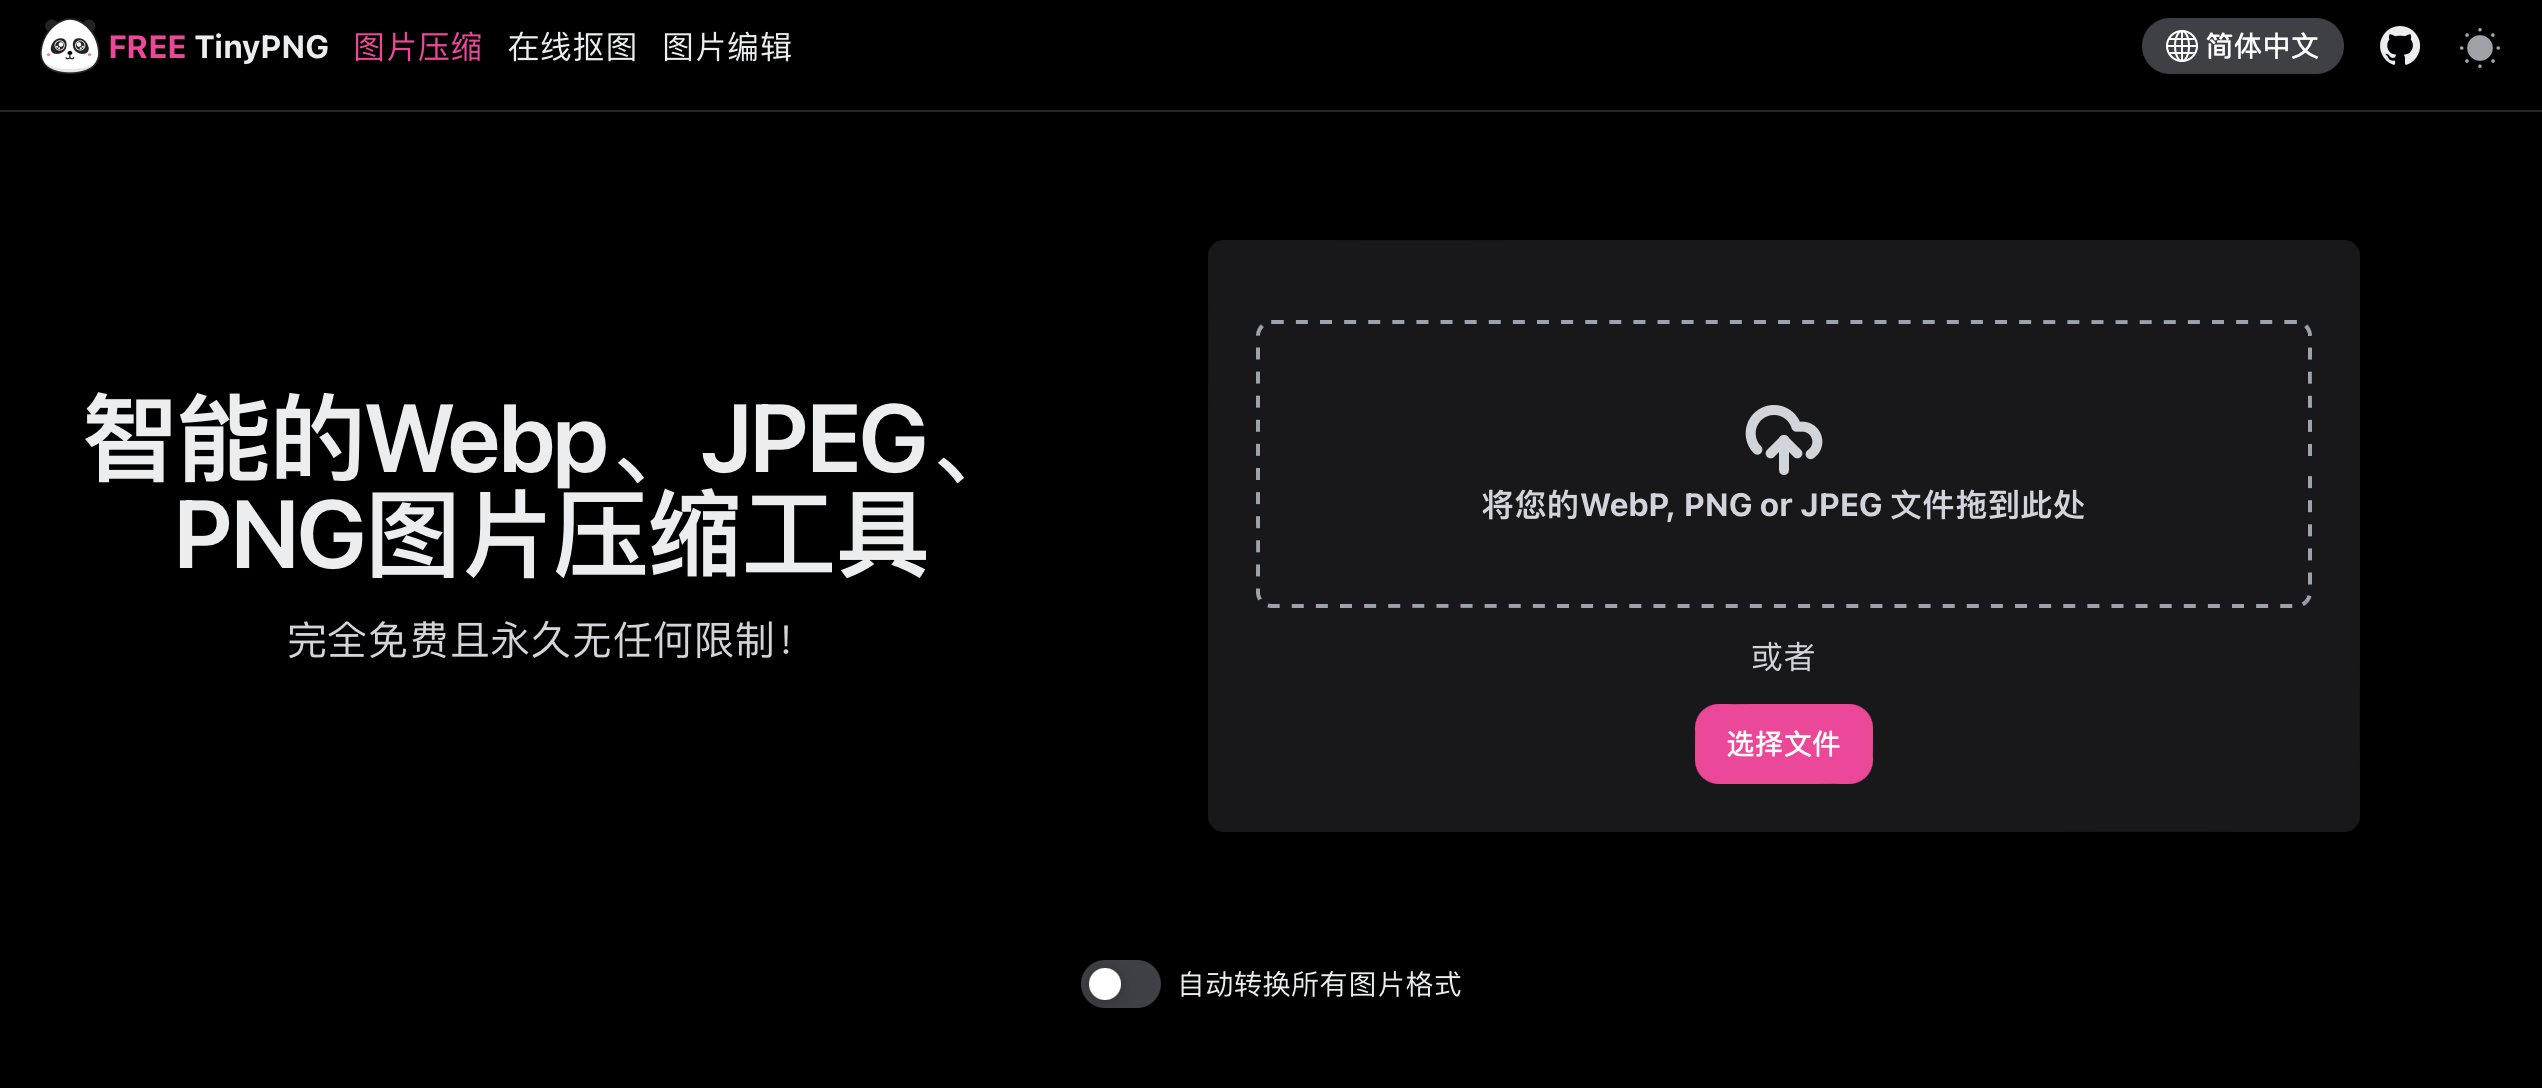 FREE TinyPNG 图片压缩 在线抠图 图片编辑 简体中文
智能的Webp、JPEG、
PNG图片压缩工具
完全免费且永久无任何限制!
将您的WebP, PNG or JPEG 文件拖到此处
或者
选择文件
自动转换所有图片格式